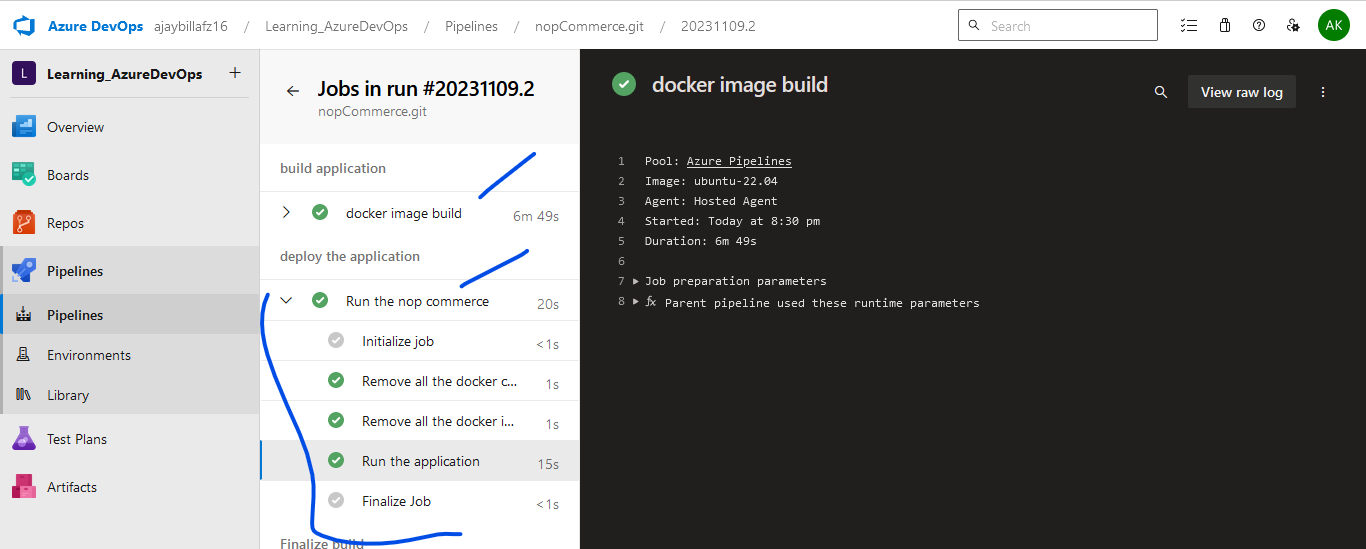 Azure DevOps ajaybillafz16 / Learning_AzureDevOps / Pipelines / nopCommerce.git / 20231109.2 Search AK
L Learning_AzureDevOps +
Overview
Boards
Repos
Pipelines
Pipelines
Environments
Library
Test Plans
Artifacts
Jobs in run #20231109.2
nopCommerce.git
build application
docker image build 6m 49s
deploy the application
Run the nop commerce 20s
Initialize job <1s
Remove all the docker c... 1s
Remove all the docker i... 1s
Run the application 15s
Finalize Job <1s
Finalize build
docker image build View raw log
1 Pool: Azure Pipelines
2 Image: ubuntu-22.04
3 Agent: Hosted Agent
4 Started: Today at 8:30 pm
5 Duration: 6m 49s
6
7 Job preparation parameters
8 fx Parent pipeline used these runtime parameters